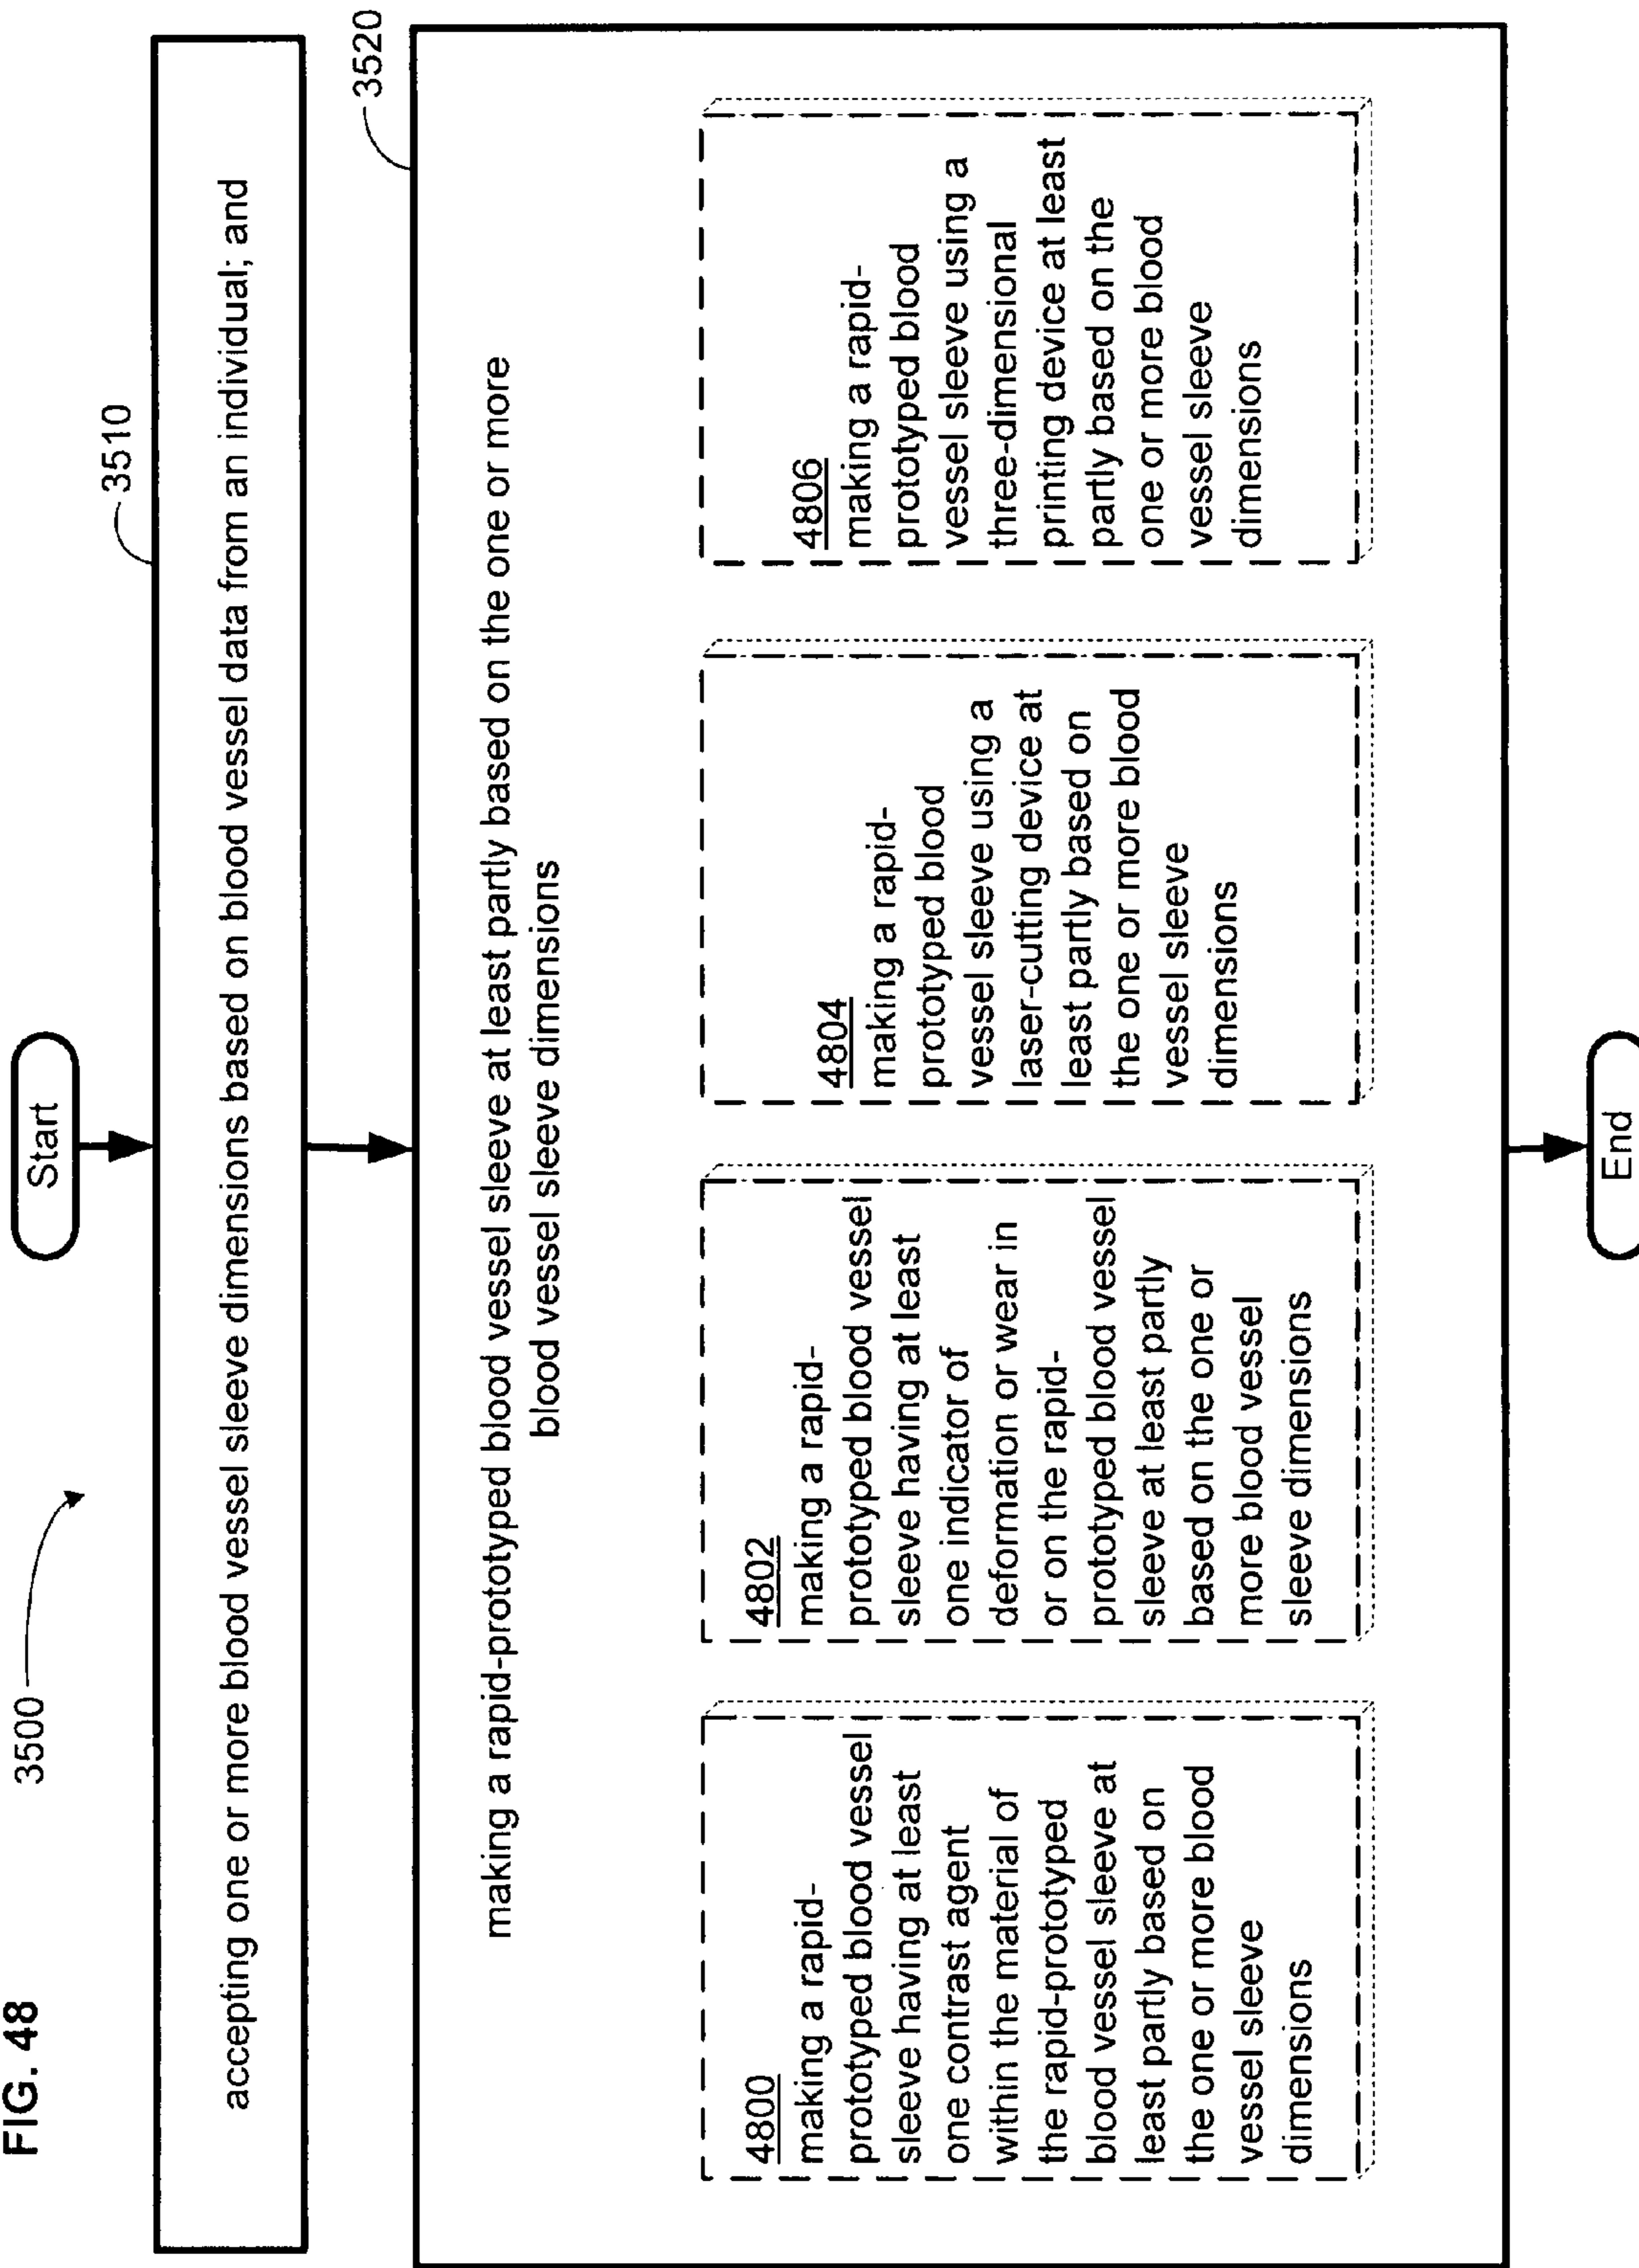 FIG. 48
3500
Start
3510
accepting one or more blood vessel sleeve dimensions based on blood vessel data from an individual; and
3520
making a rapid-prototyped blood vessel sleeve at least partly based on the one or more
blood vessel sleeve dimensions
4800
making a rapid-
prototyped blood vessel
sleeve having at least
one contrast agent
within the material of
the rapid-prototyped
blood vessel sleeve at
least partly based on
the one or more blood
vessel sleeve
dimensions
4802
making a rapid-
prototyped blood vessel
sleeve having at least
one indicator of
deformation or wear in
or on the rapid-
prototyped blood vessel
sleeve at least partly
based on the one or
more blood vessel
sleeve dimensions
4804
making a rapid-
prototyped blood
vessel sleeve using a
laser-cutting device at
least partly based on
the one or more blood
vessel sleeve
dimensions
4806
making a rapid-
prototyped blood
vessel sleeve using a
three-dimensional
printing device at least
partly based on the
one or more blood
vessel sleeve
dimensions
End